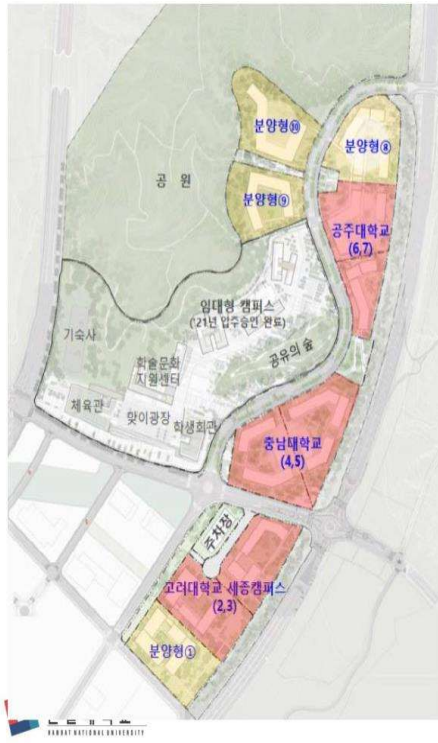 분양형⑩
분양형⑧
공 원
분양형⑨
공주대학교
(6,7)
임대형 캠퍼스
('21년 입주승인 완료)
기숙사
공유의 숲
학술문화
지원센터
체육관
맞이광장
학생회관
충남대학교
(4,5)
주차장
고려대학교 세종캠퍼스
(2,3)
분양형①
HANBAT NATIONAL UNIVERSITY